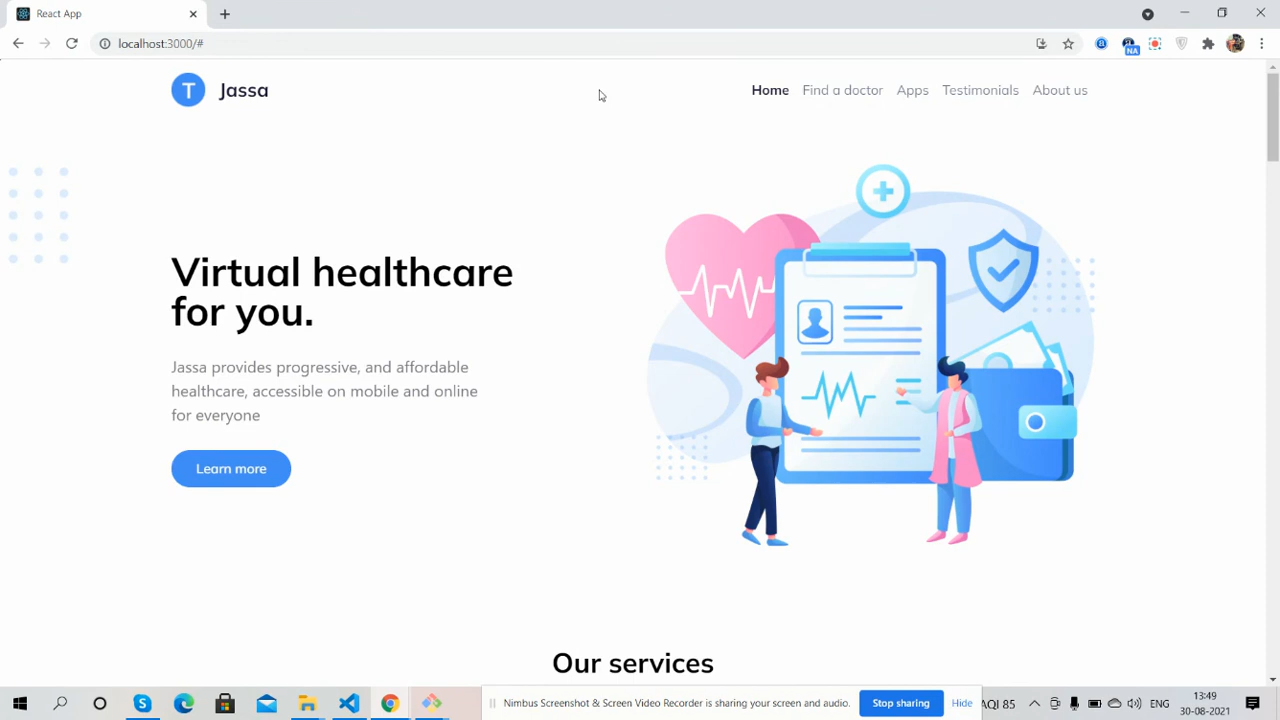 React App
localhost:3000/#
NA
T Jassa
Home Find a doctor Apps Testimonials About us
Virtual healthcare
for you.
Jassa provides progressive, and affordable
healthcare, accessible on mobile and online
for everyone
Learn more
Our services
Nimbus Screenshot & Screen Video Recorder is sharing your screen and audio.
Stop sharing
Hide
AQI 85
ENG
13:49
30-08-2021